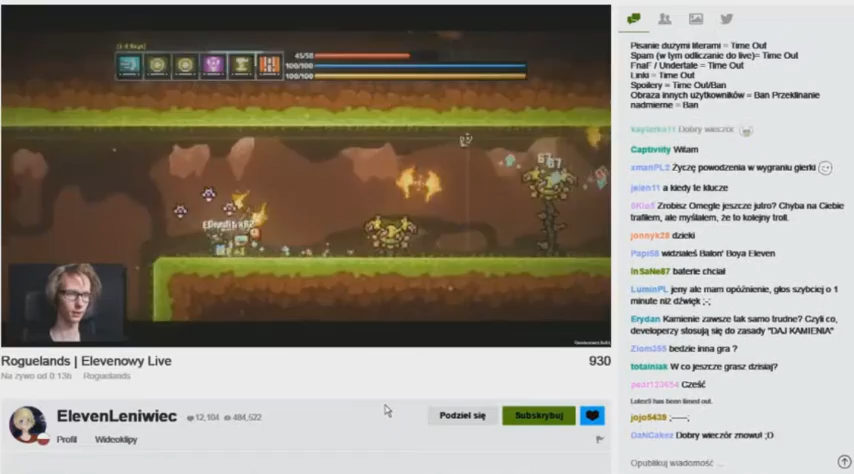 45/58
100/100
100/100
67
67
Roguelands | Elevenowy Live
930
Na żywo od 0:13h Roguelands
ElevenLeniwiec
12,104
484,522
Podziel się
Subskrybuj
Profil Wideoklipy
Pisanie dużymi literami = Time Out
Spam (w tym odliczanie do live)= Time Out
FnaF / Undertale = Time Out
Linki = Time Out
Spoilery = Time Out/Ban
Obraza innych użytkowników = Ban Przeklinanie
nadmierne = Ban
Dobry wieczór
Captiviity Witam
xmanPL2 Życzę powodzenia w wygraniu gierki
jelen11 a kiedy te klucze
Zrobisz Omegle jeszcze jutro? Chyba na Ciebie
trafiłem, ale myślałem, że to kolejny troll.
jonnyk28 dzieki
Papi58 widziałeś Balon' Boya Eleven
InSaNe87 baterie chciał
LuminPL jeny ale mam opóźnienie, głos szybciej o 1
minute niż dźwięk ;-;
Erydan Kamienie zawsze tak samo trudne? Czyli co,
developerzy stosują się do zasady "DAJ KAMIENIA"
Ziom355 bedzie inna gra ?
totalniak W co jeszcze grasz dzisiaj?
Cześć
has been timed out.
jojo5439 ;-----;
DaNCakez Dobry wieczór znowu! ;D
Opublikuj wiadomość ...